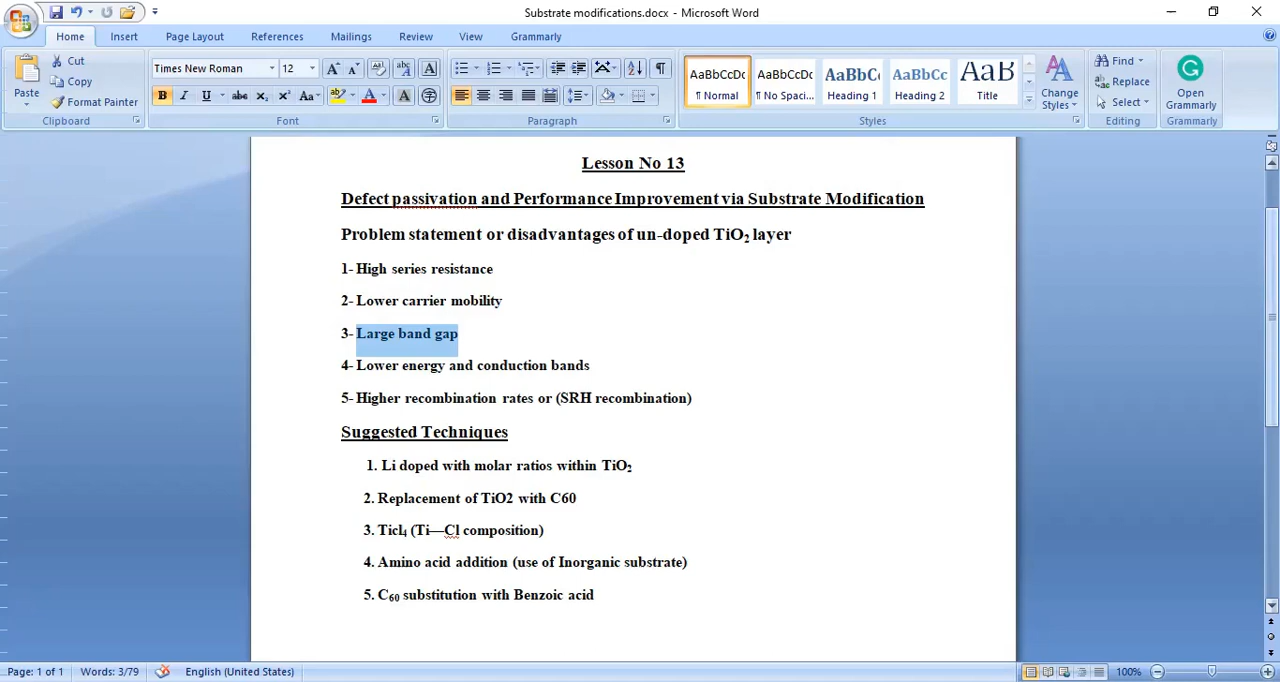 Substrate modifications.docx - Microsoft Word
Home Insert Page Layout References Mailings Review View Grammarly
Paste
Cut
Copy
Format Painter
Clipboard
Times New Roman 12
B I U abc X₂ X² Aa A A
Font
Paragraph
AaBbCcDc AaBbCcDc AaBbCc AaBbCc AaB
¶ Normal ¶ No Spaci... Heading 1 Heading 2 Title
Change Styles
Styles
Find
Replace
Select
Editing
Open Grammarly
Grammarly
Lesson No 13
Defect passivation and Performance Improvement via Substrate Modification
Problem statement or disadvantages of un-doped TiO₂ layer
1- High series resistance
2- Lower carrier mobility
3- Large band gap
4- Lower energy and conduction bands
5- Higher recombination rates or (SRH recombination)
Suggested Techniques
1. Li doped with molar ratios within TiO₂
2. Replacement of TiO2 with C60
3. Ticl₄ (Ti—Cl composition)
4. Amino acid addition (use of Inorganic substrate)
5. C₆₀ substitution with Benzoic acid
Page: 1 of 1 Words: 3/79 English (United States) 100%